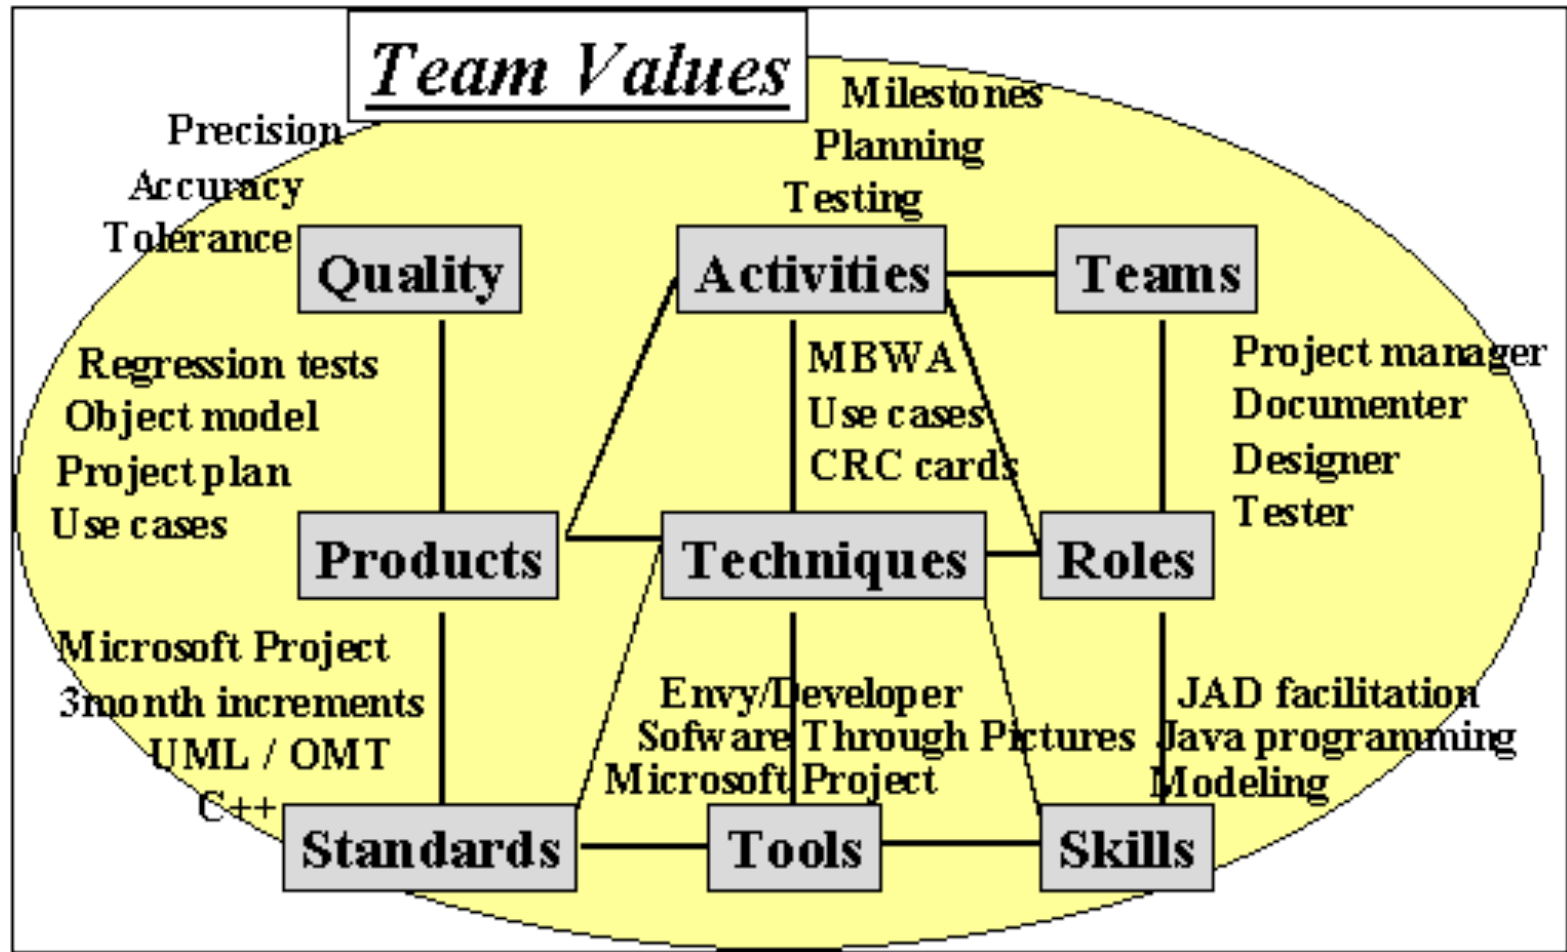 Team Values
Precision
Accuracy
Tolerance
Milestones
Planning
Testing
Quality
Activities
Teams
Regression tests
Object model
Project plan
Use cases
MBWA
Use cases
CRC cards
Project manager
Documenter
Designer
Tester
Products
Techniques
Roles
Microsoft Project
3month increments
UML / OMT
C++
Envy/Developer
Sofware Through Pictures
Microsoft Project
JAD facilitation
Java programming
Modeling
Standards
Tools
Skills